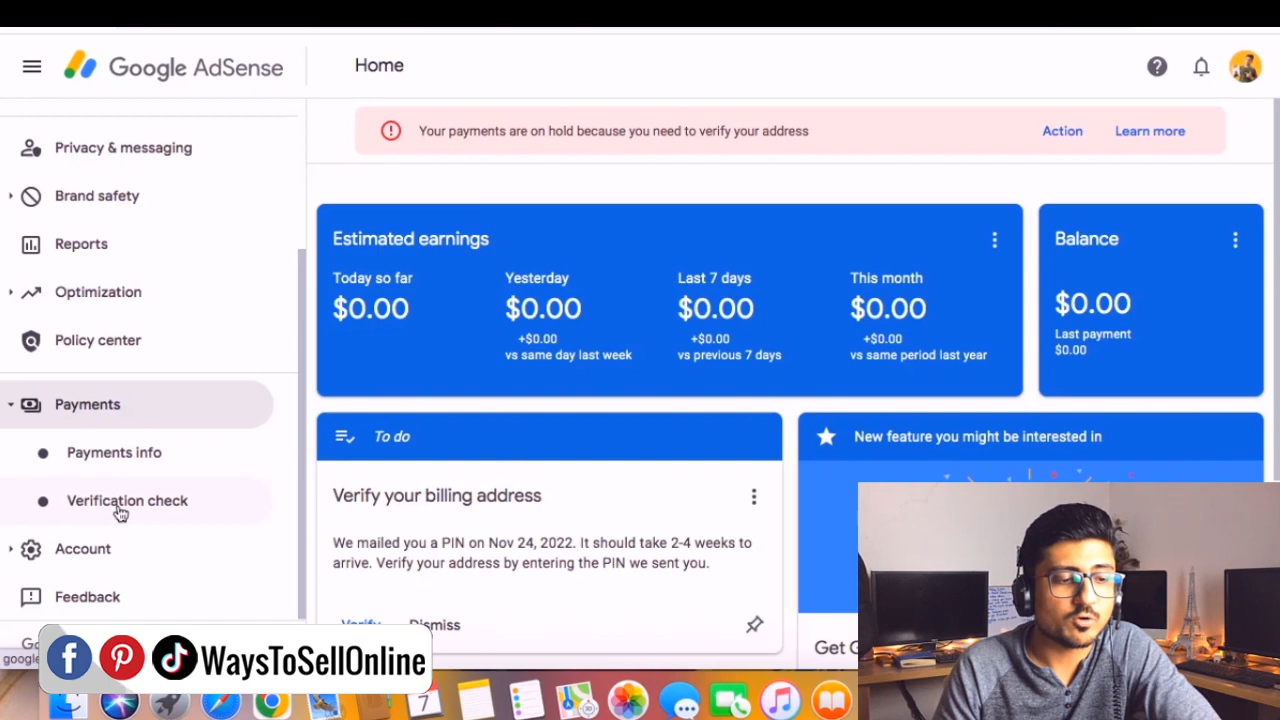 Google AdSense
Home
Privacy & messaging
Brand safety
Reports
Optimization
Policy center
Payments
Payments info
Verification check
Account
Feedback
Your payments are on hold because you need to verify your address
Action
Learn more
Estimated earnings
Today so far
$0.00
Yesterday
$0.00
+$0.00
vs same day last week
Last 7 days
$0.00
+$0.00
vs previous 7 days
This month
$0.00
+$0.00
vs same period last year
Balance
$0.00
Last payment
$0.00
To do
Verify your billing address
We mailed you a PIN on Nov 24, 2022. It should take 2-4 weeks to
arrive. Verify your address by entering the PIN we sent you.
Verify
Dismiss
New feature you might be interested in
Get G
Go
google
WaysToSellOnline
7